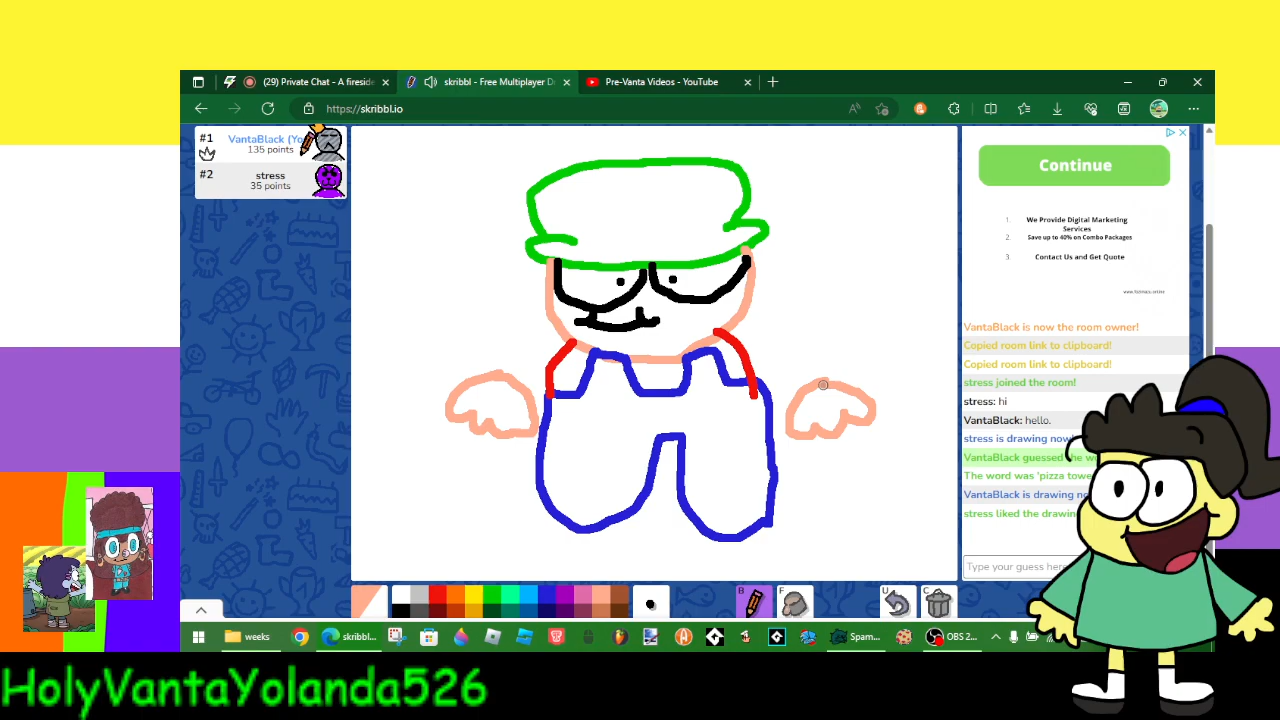 (29) Private Chat - A fireside
skribbl - Free Multiplayer D
Pre-Vanta Videos - YouTube
https://skribbl.io
#1
VantaBlack (Yo
135 points
#2
stress
35 points
Continue
1. We Provide Digital Marketing
Services
2. Save up to 40% on Combo Packages
3. Contact Us and Get Quote
VantaBlack is now the room owner!
Copied room link to clipboard!
Copied room link to clipboard!
stress joined the room!
stress: hi
VantaBlack: hello.
stress is drawing now
VantaBlack guessed the w
The word was 'pizza towe
VantaBlack is drawing no
stress liked the drawin
Type your guess here
B
F
U
C
weeks
skribbl...
Spam...
OBS 2...
HolyVantaYolanda526